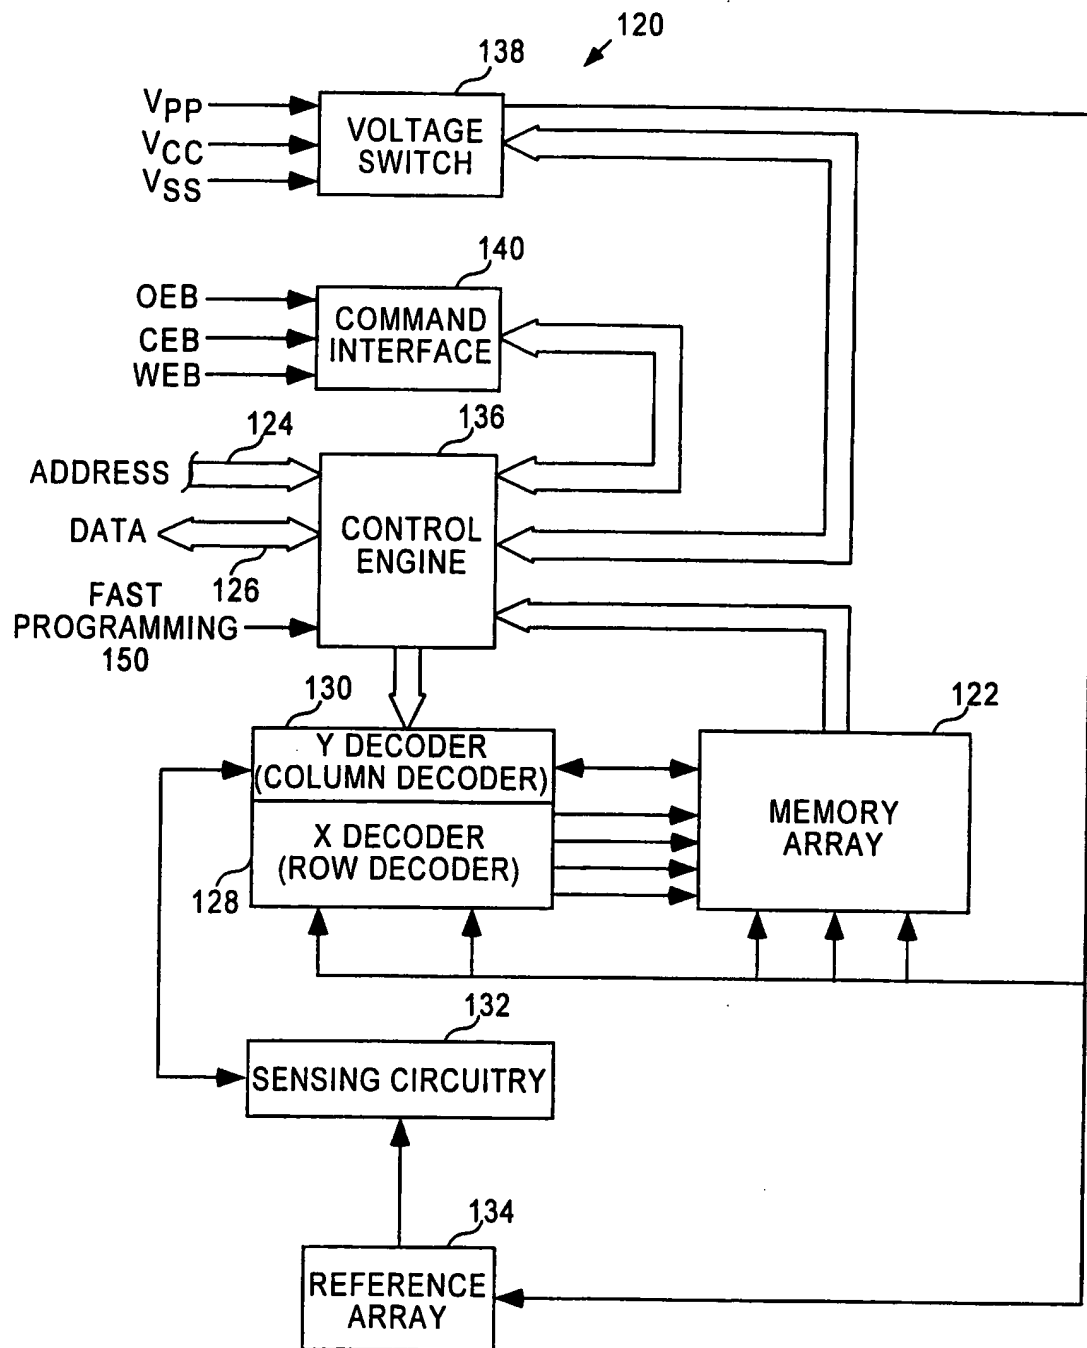 120
138
VPP
VCC
VSS
VOLTAGE
SWITCH
140
OEB
CEB
WEB
COMMAND
INTERFACE
136
124
ADDRESS
DATA
126
CONTROL
ENGINE
FAST
PROGRAMMING
150
130
122
Y DECODER
(COLUMN DECODER)
X DECODER
(ROW DECODER)
128
MEMORY
ARRAY
132
SENSING CIRCUITRY
134
REFERENCE
ARRAY